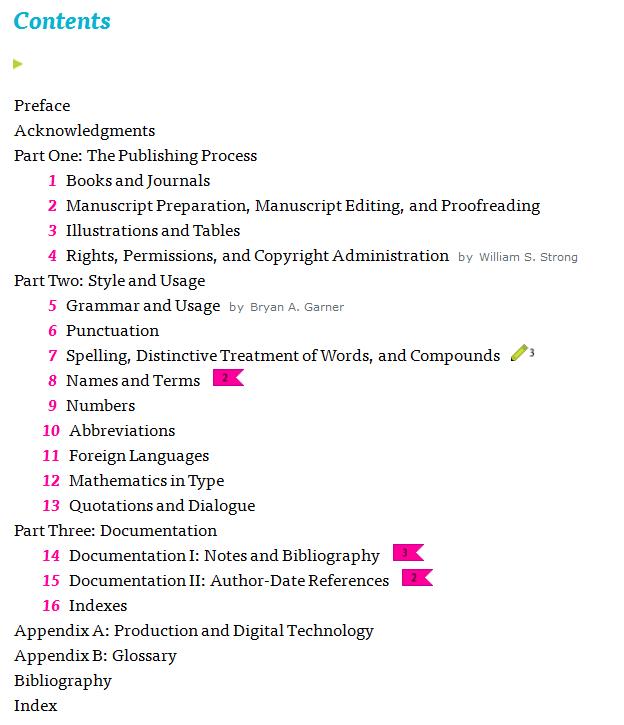 Contents
Preface
Acknowledgments
Part One: The Publishing Process
1 Books and Journals
2 Manuscript Preparation, Manuscript Editing, and Proofreading
3 Illustrations and Tables
4 Rights, Permissions, and Copyright Administration by William S. Strong
Part Two: Style and Usage
5 Grammar and Usage by Bryan A. Garner
6 Punctuation
7 Spelling, Distinctive Treatment of Words, and Compounds 3
8 Names and Terms 2
9 Numbers
10 Abbreviations
11 Foreign Languages
12 Mathematics in Type
13 Quotations and Dialogue
Part Three: Documentation
14 Documentation I: Notes and Bibliography 3
15 Documentation II: Author-Date References 2
16 Indexes
Appendix A: Production and Digital Technology
Appendix B: Glossary
Bibliography
Index